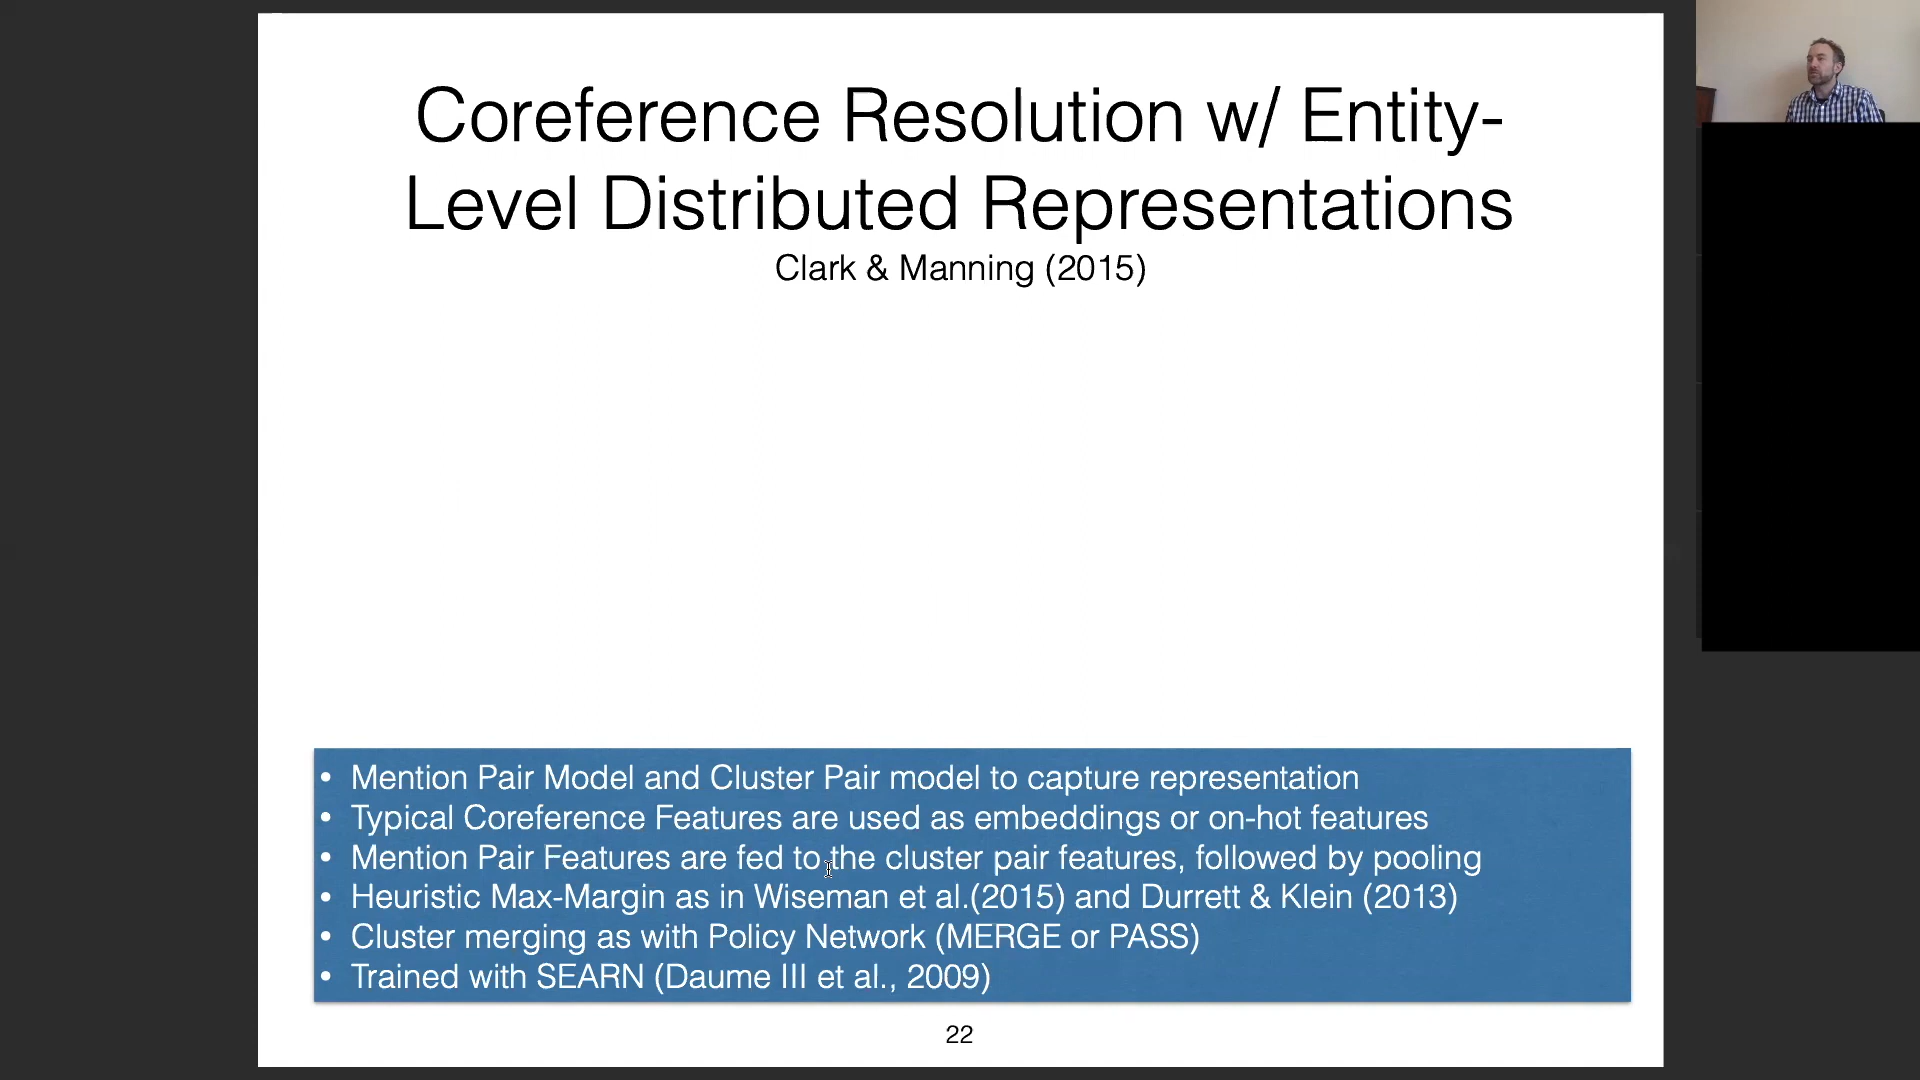 Coreference Resolution w/ Entity-
Level Distributed Representations
Clark & Manning (2015)
• Mention Pair Model and Cluster Pair model to capture representation
• Typical Coreference Features are used as embeddings or on-hot features
• Mention Pair Features are fed to the cluster pair features, followed by pooling
• Heuristic Max-Margin as in Wiseman et al.(2015) and Durrett & Klein (2013)
• Cluster merging as with Policy Network (MERGE or PASS)
• Trained with SEARN (Daume III et al., 2009)
22